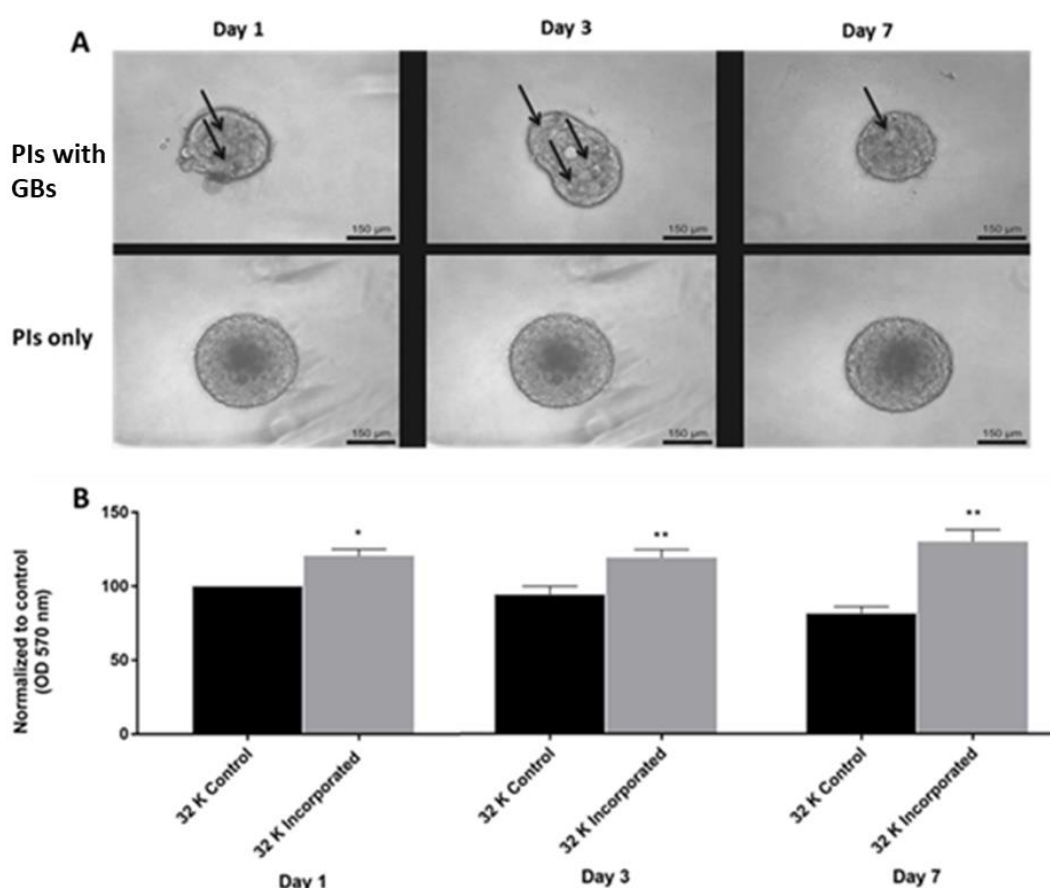 Day 1
Day 3
Day 7
A
PIs with
GBs
150 µm
150 µm
150 µm
PIs only
150 µm
150 µm
150 µm
B
Normalized to control
(OD 570 nm)
150
100
50
0
*
**
**
32 K Control
32 K Incorporated
32 K Control
32 K Incorporated
32 K Control
32 K Incorporated
Day 1
Day 3
Day 7